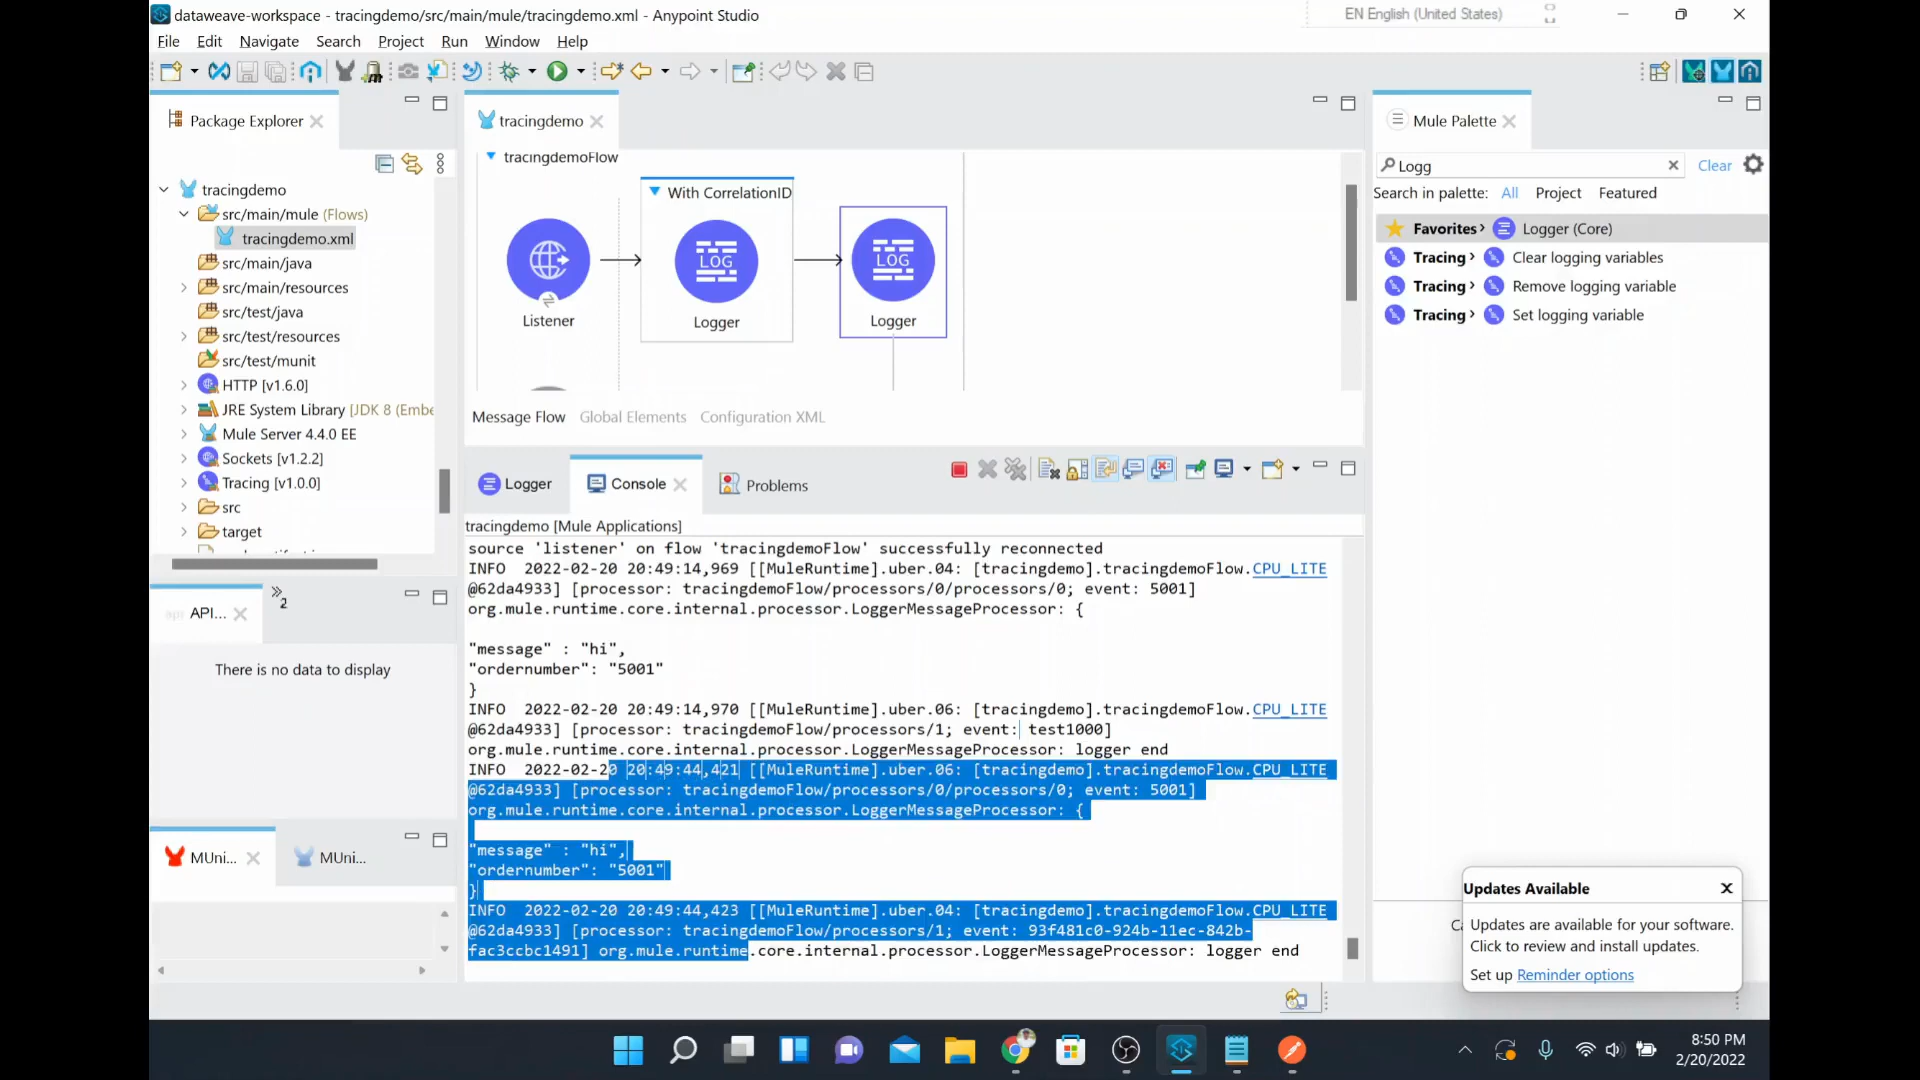 dataweave-workspace - tracingdemo/src/main/mule/tracingdemo.xml - Anypoint Studio
EN English (United States)
File Edit Navigate Search Project Run Window Help
Package Explorer
tracingdemo
src/main/mule (Flows)
tracingdemo.xml
src/main/java
src/main/resources
src/test/java
src/test/resources
src/test/munit
HTTP [v1.6.0]
JRE System Library [JDK 8 (Embe
Mule Server 4.4.0 EE
Sockets [v1.2.2]
Tracing [v1.0.0]
src
target
API...
2
There is no data to display
MUni...
MUni...
tracingdemo
tracingdemoFlow
With CorrelationID
LOG
LOG
Listener
Logger
Logger
Message Flow Global Elements Configuration XML
Logger
Console
Problems
tracingdemo [Mule Applications]
source 'listener' on flow 'tracingdemoFlow' successfully reconnected
INFO  2022-02-20 20:49:14,969 [[MuleRuntime].uber.04: [tracingdemo].tracingdemoFlow.CPU_LITE
@62da4933] [processor: tracingdemoFlow/processors/0/processors/0; event: 5001]
org.mule.runtime.core.internal.processor.LoggerMessageProcessor: {
"message" : "hi",
"ordernumber": "5001"
}
INFO  2022-02-20 20:49:14,970 [[MuleRuntime].uber.06: [tracingdemo].tracingdemoFlow.CPU_LITE
@62da4933] [processor: tracingdemoFlow/processors/1; event: test1000]
org.mule.runtime.core.internal.processor.LoggerMessageProcessor: logger end
INFO  2022-02-20 20:49:44,421 [[MuleRuntime].uber.06: [tracingdemo].tracingdemoFlow.CPU_LITE
@62da4933] [processor: tracingdemoFlow/processors/0/processors/0; event: 5001]
org.mule.runtime.core.internal.processor.LoggerMessageProcessor: {
"message" : "hi",
"ordernumber": "5001"
}
INFO  2022-02-20 20:49:44,423 [[MuleRuntime].uber.04: [tracingdemo].tracingdemoFlow.CPU_LITE
@62da4933] [processor: tracingdemoFlow/processors/1; event: 93f481c0-924b-11ec-842b-
fac3ccbc1491] org.mule.runtime.core.internal.processor.LoggerMessageProcessor: logger end
Mule Palette
Logg
Clear
Search in palette: All Project Featured
Favorites Logger (Core)
Tracing Clear logging variables
Tracing Remove logging variable
Tracing Set logging variable
Updates Available
Updates are available for your software.
Click to review and install updates.
Set up Reminder options
8:50 PM
2/20/2022